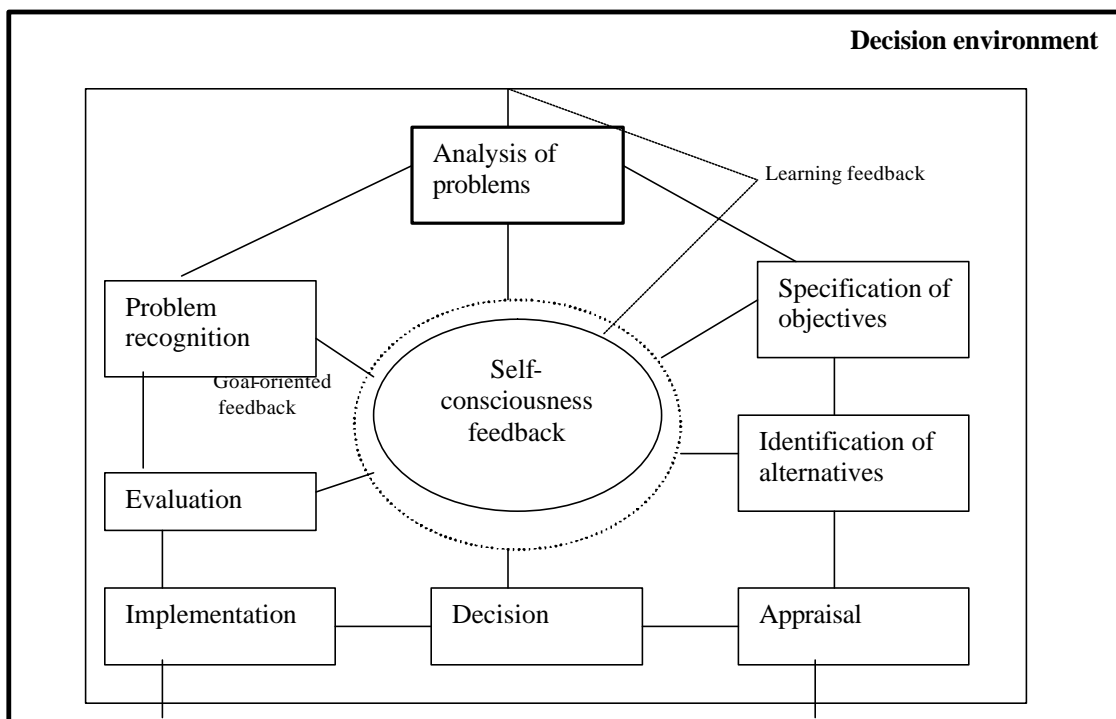 Decision environment
Analysis of
problems
Learning feedback
Problem
recognition
Specification of
objectives
Goal-oriented
feedback
Self-
consciousness
feedback
Identification of
alternatives
Evaluation
Implementation
Decision
Appraisal